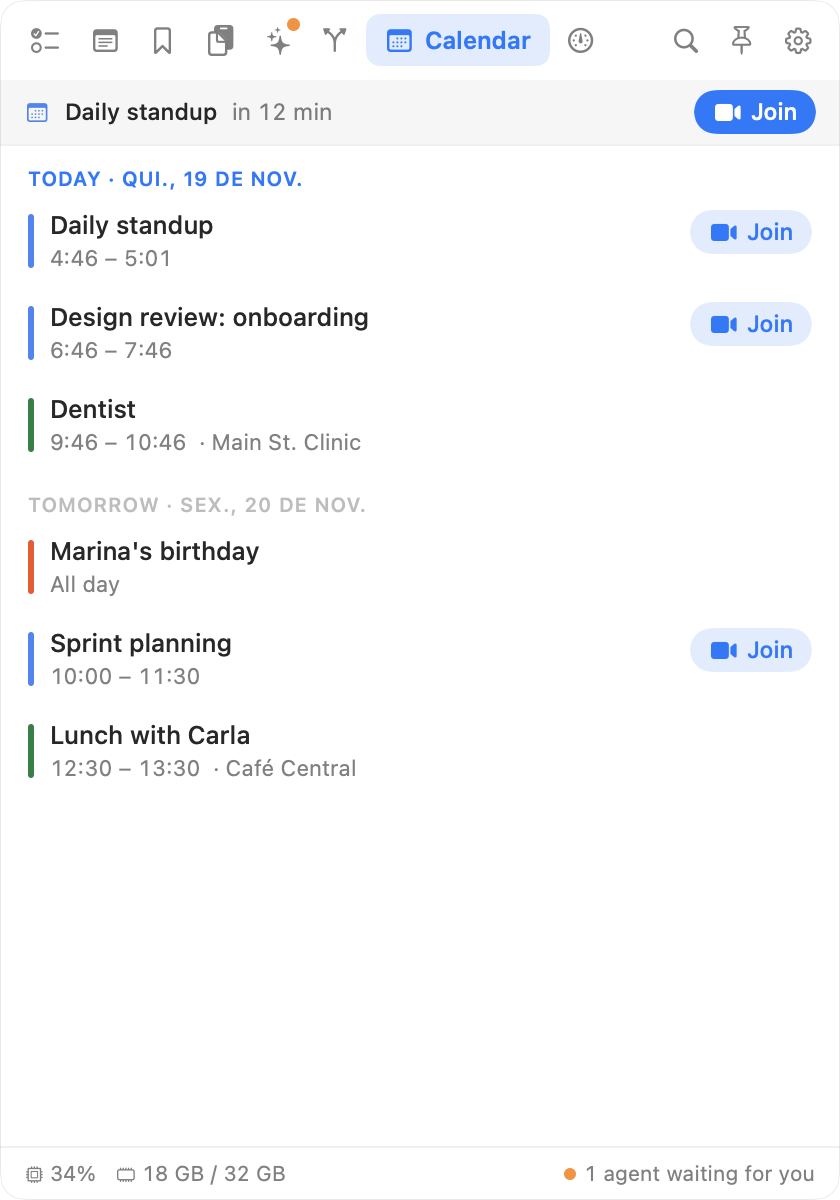 Calendar
Daily standup in 12 min
Join
TODAY · QUI., 19 DE NOV.
Daily standup
4:46 – 5:01
Join
Design review: onboarding
6:46 – 7:46
Join
Dentist
9:46 – 10:46 · Main St. Clinic
TOMORROW · SEX., 20 DE NOV.
Marina's birthday
All day
Sprint planning
10:00 – 11:30
Join
Lunch with Carla
12:30 – 13:30 · Café Central
34% 18 GB / 32 GB
1 agent waiting for you